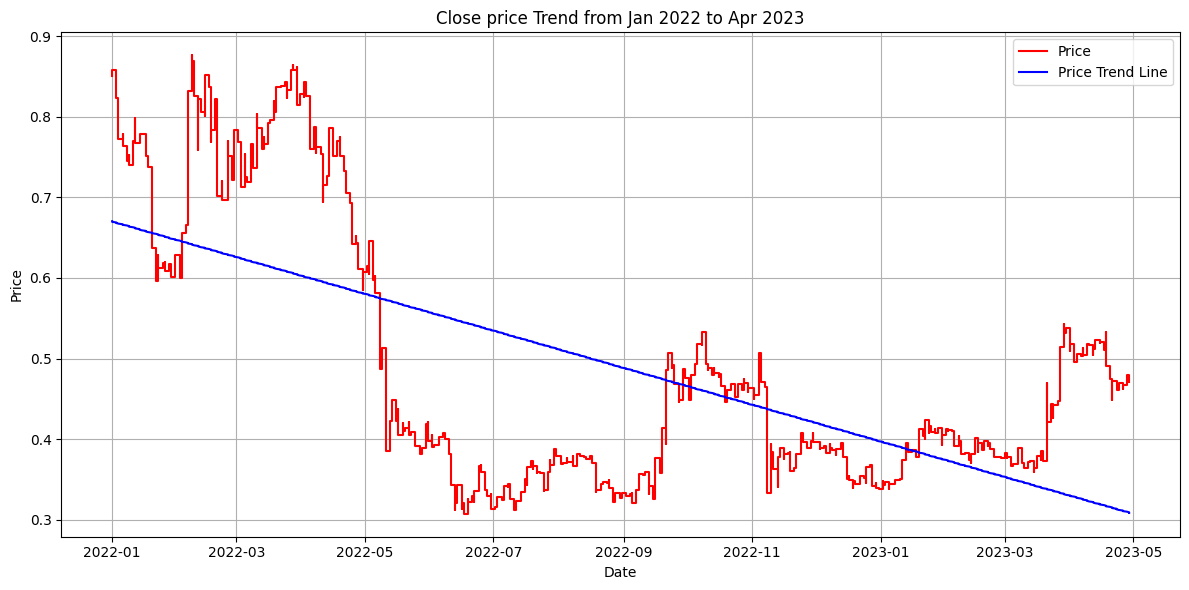 Close price Trend from Jan 2022 to Apr 2023
Price
Price Trend Line
0.9
0.8
0.7
0.6
0.5
0.4
0.3
Price
2022-01 2022-03 2022-05 2022-07 2022-09 2022-11 2023-01 2023-03 2023-05
Date